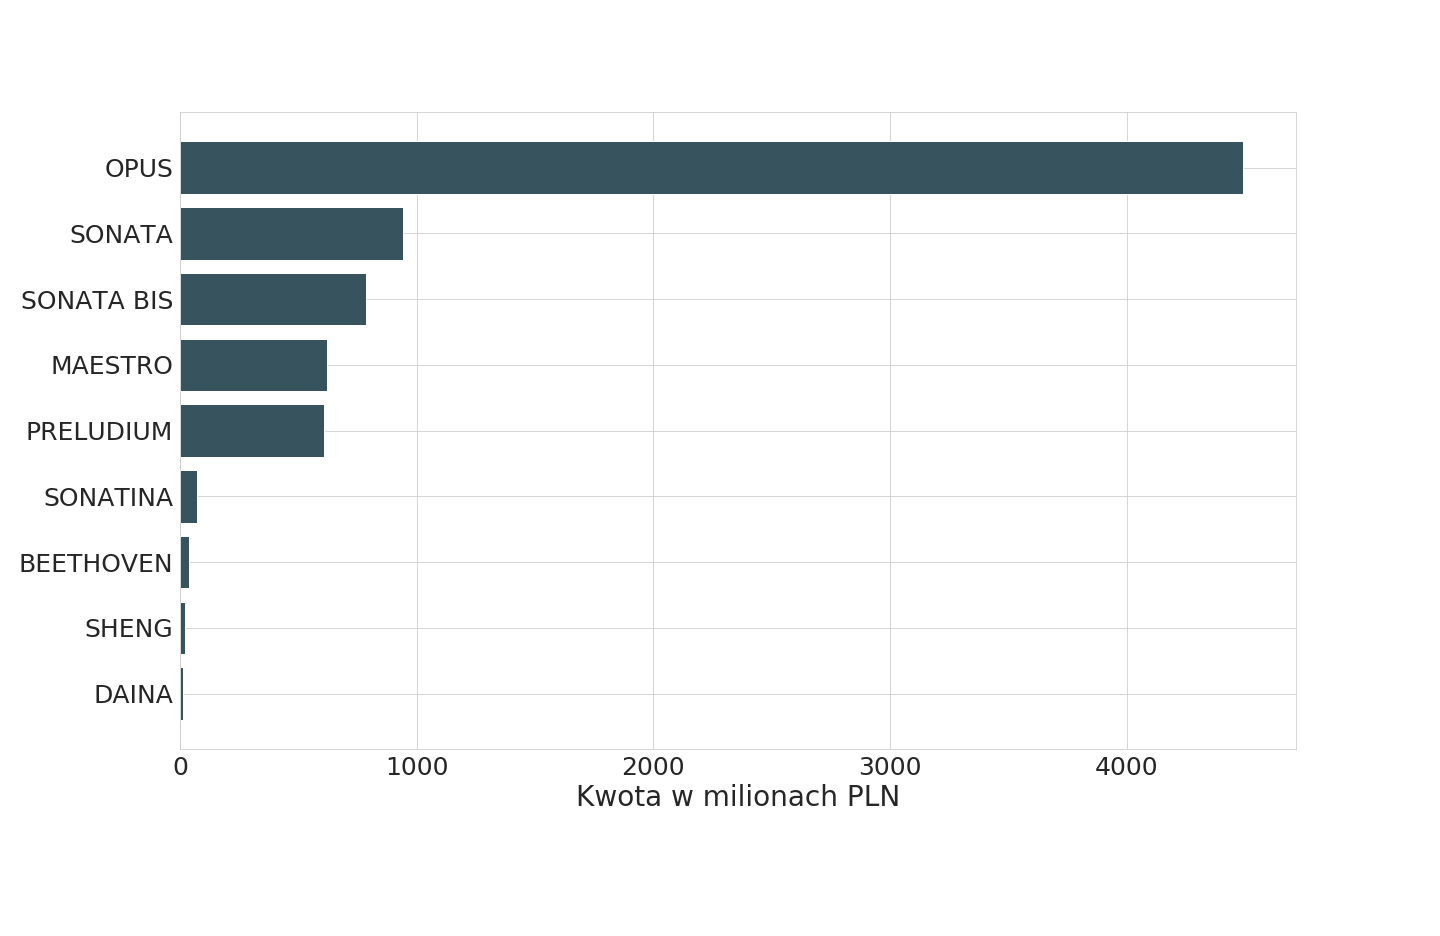 OPUS
SONATA
SONATA BIS
MAESTRO
PRELUDIUM
SONATINA
BEETHOVEN
SHENG
DAINA
0 1000 2000 3000 4000
Kwota w milionach PLN